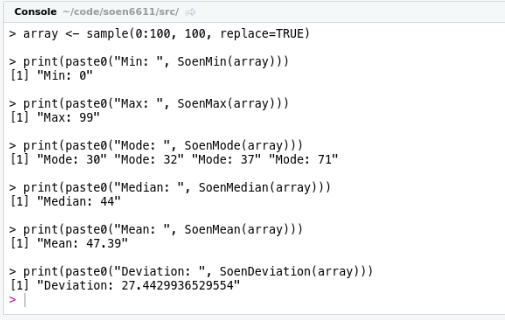 Console ~/code/soen6611/src/
> array <- sample(0:100, 100, replace=TRUE)
> print(paste0("Min: ", SoenMin(array)))
[1] "Min: 0"
> print(paste0("Max: ", SoenMax(array)))
[1] "Max: 99"
> print(paste0("Mode: ", SoenMode(array)))
[1] "Mode: 30" "Mode: 32" "Mode: 37" "Mode: 71"
> print(paste0("Median: ", SoenMedian(array)))
[1] "Median: 44"
> print(paste0("Mean: ", SoenMean(array)))
[1] "Mean: 47.39"
> print(paste0("Deviation: ", SoenDeviation(array)))
[1] "Deviation: 27.4429936529554"
>